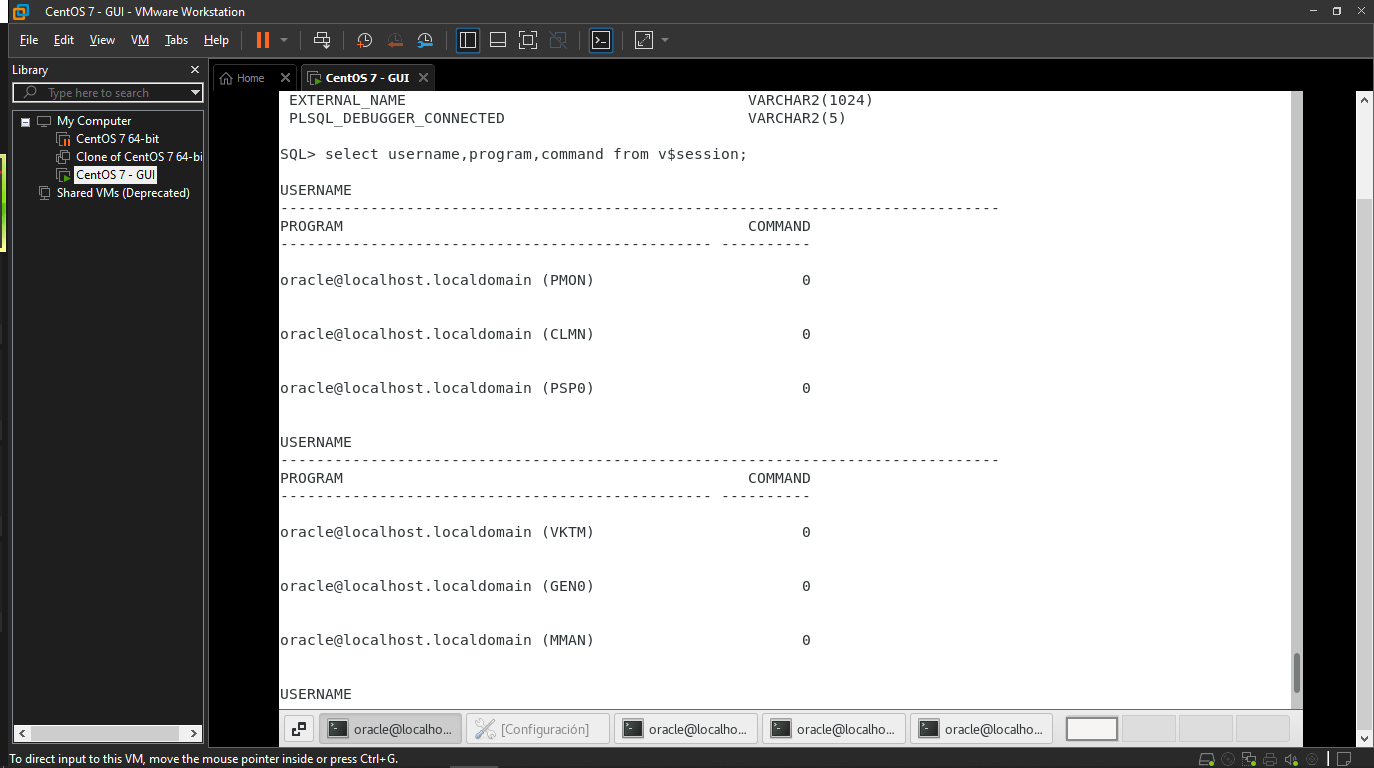 CentOS 7 - GUI - VMware Workstation
File Edit View VM Tabs Help
Library
Type here to search
My Computer
CentOS 7 64-bit
Clone of CentOS 7 64-bi
CentOS 7 - GUI
Shared VMs (Deprecated)
Home
CentOS 7 - GUI
EXTERNAL_NAME VARCHAR2(1024)
PLSQL_DEBUGGER_CONNECTED VARCHAR2(5)
SQL> select username,program,command from v$session;
USERNAME
--------------------------------------------------------------------------------
PROGRAM COMMAND
------------------------------------------------ ----------
oracle@localhost.localdomain (PMON) 0
oracle@localhost.localdomain (CLMN) 0
oracle@localhost.localdomain (PSP0) 0
USERNAME
--------------------------------------------------------------------------------
PROGRAM COMMAND
------------------------------------------------ ----------
oracle@localhost.localdomain (VKTM) 0
oracle@localhost.localdomain (GEN0) 0
oracle@localhost.localdomain (MMAN) 0
USERNAME
oracle@localho... [Configuración] oracle@localho... oracle@localho... oracle@localho...
To direct input to this VM, move the mouse pointer inside or press Ctrl+G.